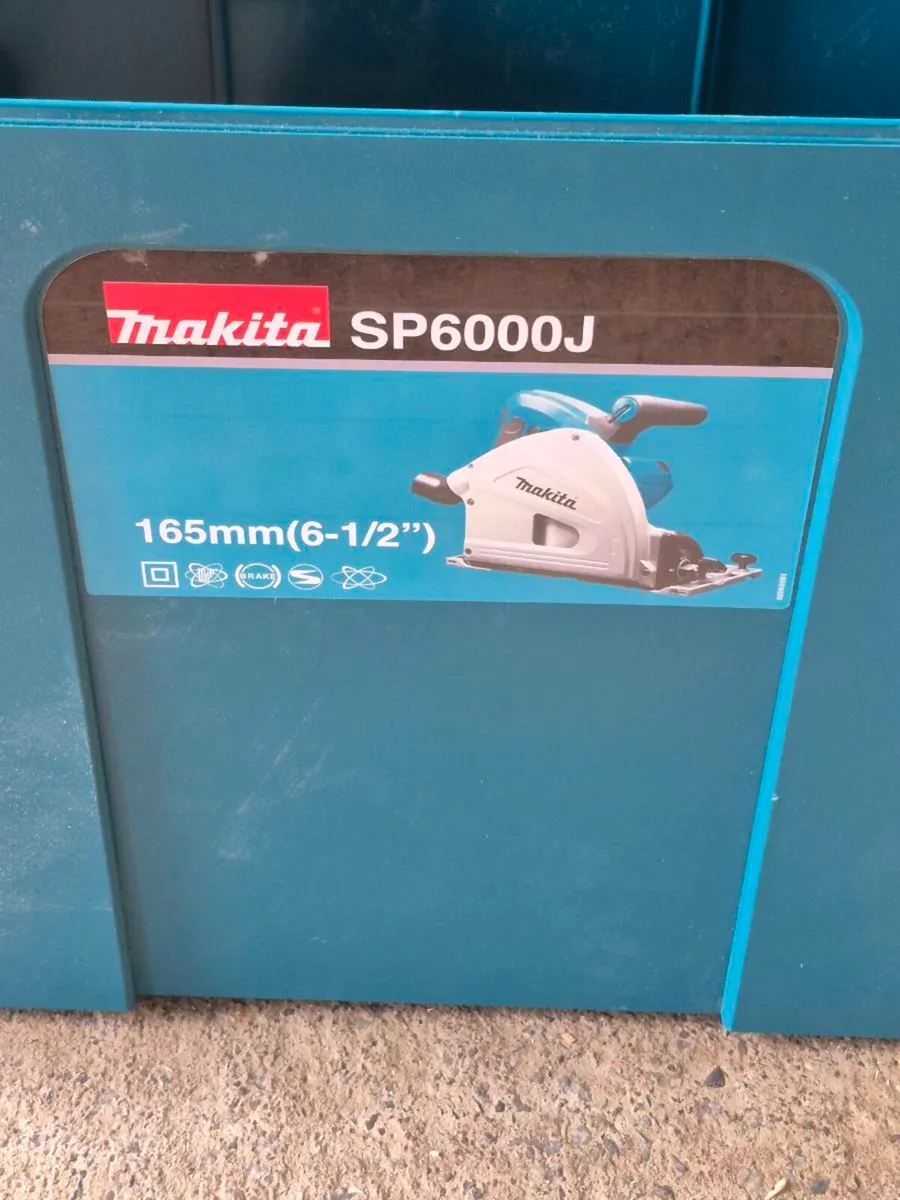 makita® SP6000J
makita
165mm(6-1/2”)
BRAKE